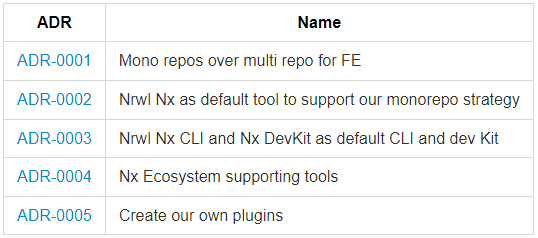 ADR Name
ADR-0001 Mono repos over multi repo for FE
ADR-0002 Nrwl Nx as default tool to support our monorepo strategy
ADR-0003 Nrwl Nx CLI and Nx DevKit as default CLI and dev Kit
ADR-0004 Nx Ecosystem supporting tools
ADR-0005 Create our own plugins